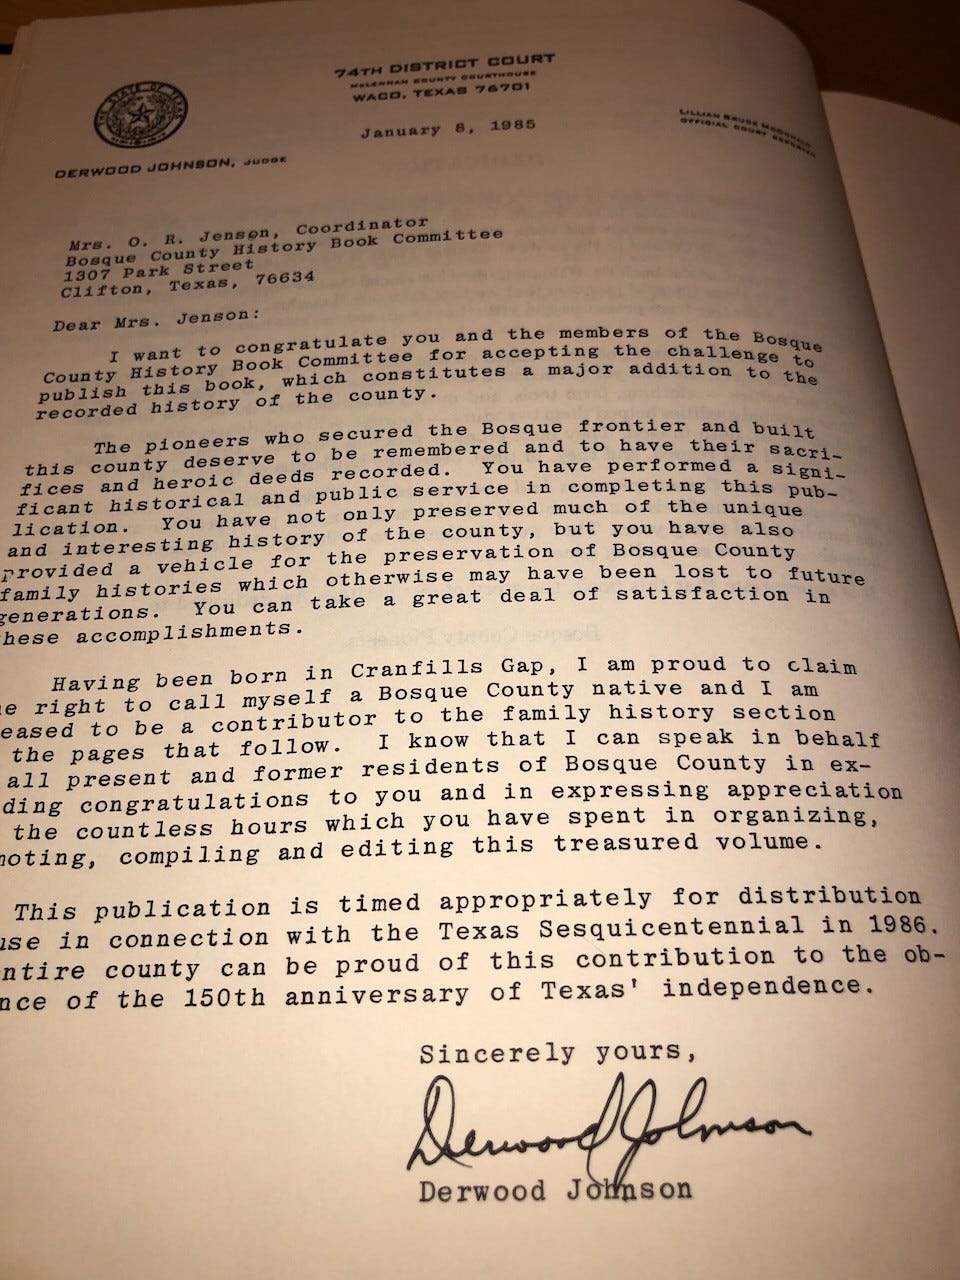 74TH DISTRICT COURT
McLENNAN COUNTY COURTHOUSE
WACO, TEXAS 76701
THE STATE OF TEXAS
January 8, 1985
LILLIAN
OFFICIAL COURT REPORTER
DERWOOD JOHNSON, JUDGE
Mrs. O. R. Jenson, Coordinator
Bosque County History Book Committee
1307 Park Street
Clifton, Texas, 76634
Dear Mrs. Jenson:
I want to congratulate you and the members of the Bosque
County History Book Committee for accepting the challenge to
publish this book, which constitutes a major addition to the
recorded history of the county.
The pioneers who secured the Bosque frontier and built
this county deserve to be remembered and to have their sacri-
fices and heroic deeds recorded. You have performed a signi-
ficant historical and public service in completing this pub-
lication. You have not only preserved much of the unique
and interesting history of the county, but you have also
provided a vehicle for the preservation of Bosque County
family histories which otherwise may have been lost to future
generations. You can take a great deal of satisfaction in
hese accomplishments.
Having been born in Cranfills Gap, I am proud to claim
e right to call myself a Bosque County native and I am
eased to be a contributor to the family history section
the pages that follow. I know that I can speak in behalf
all present and former residents of Bosque County in ex-
ding congratulations to you and in expressing appreciation
the countless hours which you have spent in organizing,
moting, compiling and editing this treasured volume.
This publication is timed appropriately for distribution
use in connection with the Texas Sesquicentennial in 1986.
ntire county can be proud of this contribution to the ob-
nce of the 150th anniversary of Texas' independence.
Sincerely yours,
Derwood Johnson
Derwood Johnson